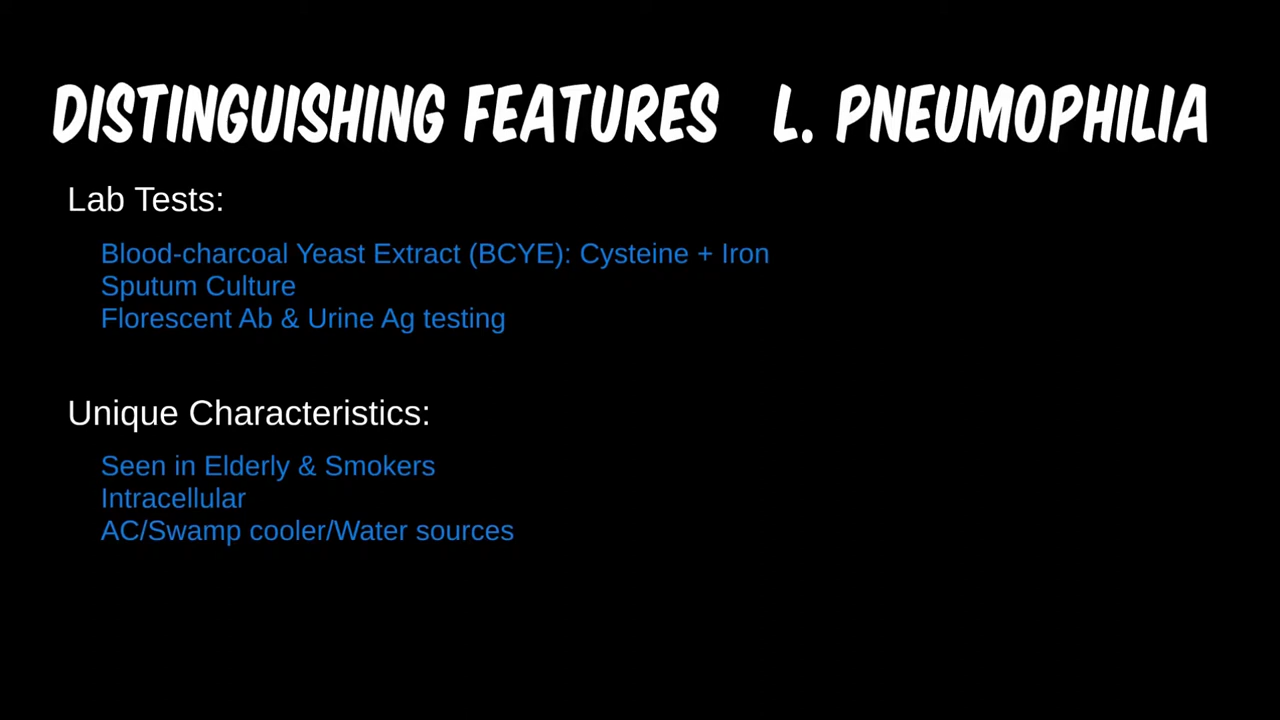 DISTINGUISHING FEATURES L. PNEUMOPHILIA
Lab Tests:
Blood-charcoal Yeast Extract (BCYE): Cysteine + Iron
Sputum Culture
Florescent Ab & Urine Ag testing
Unique Characteristics:
Seen in Elderly & Smokers
Intracellular
AC/Swamp cooler/Water sources